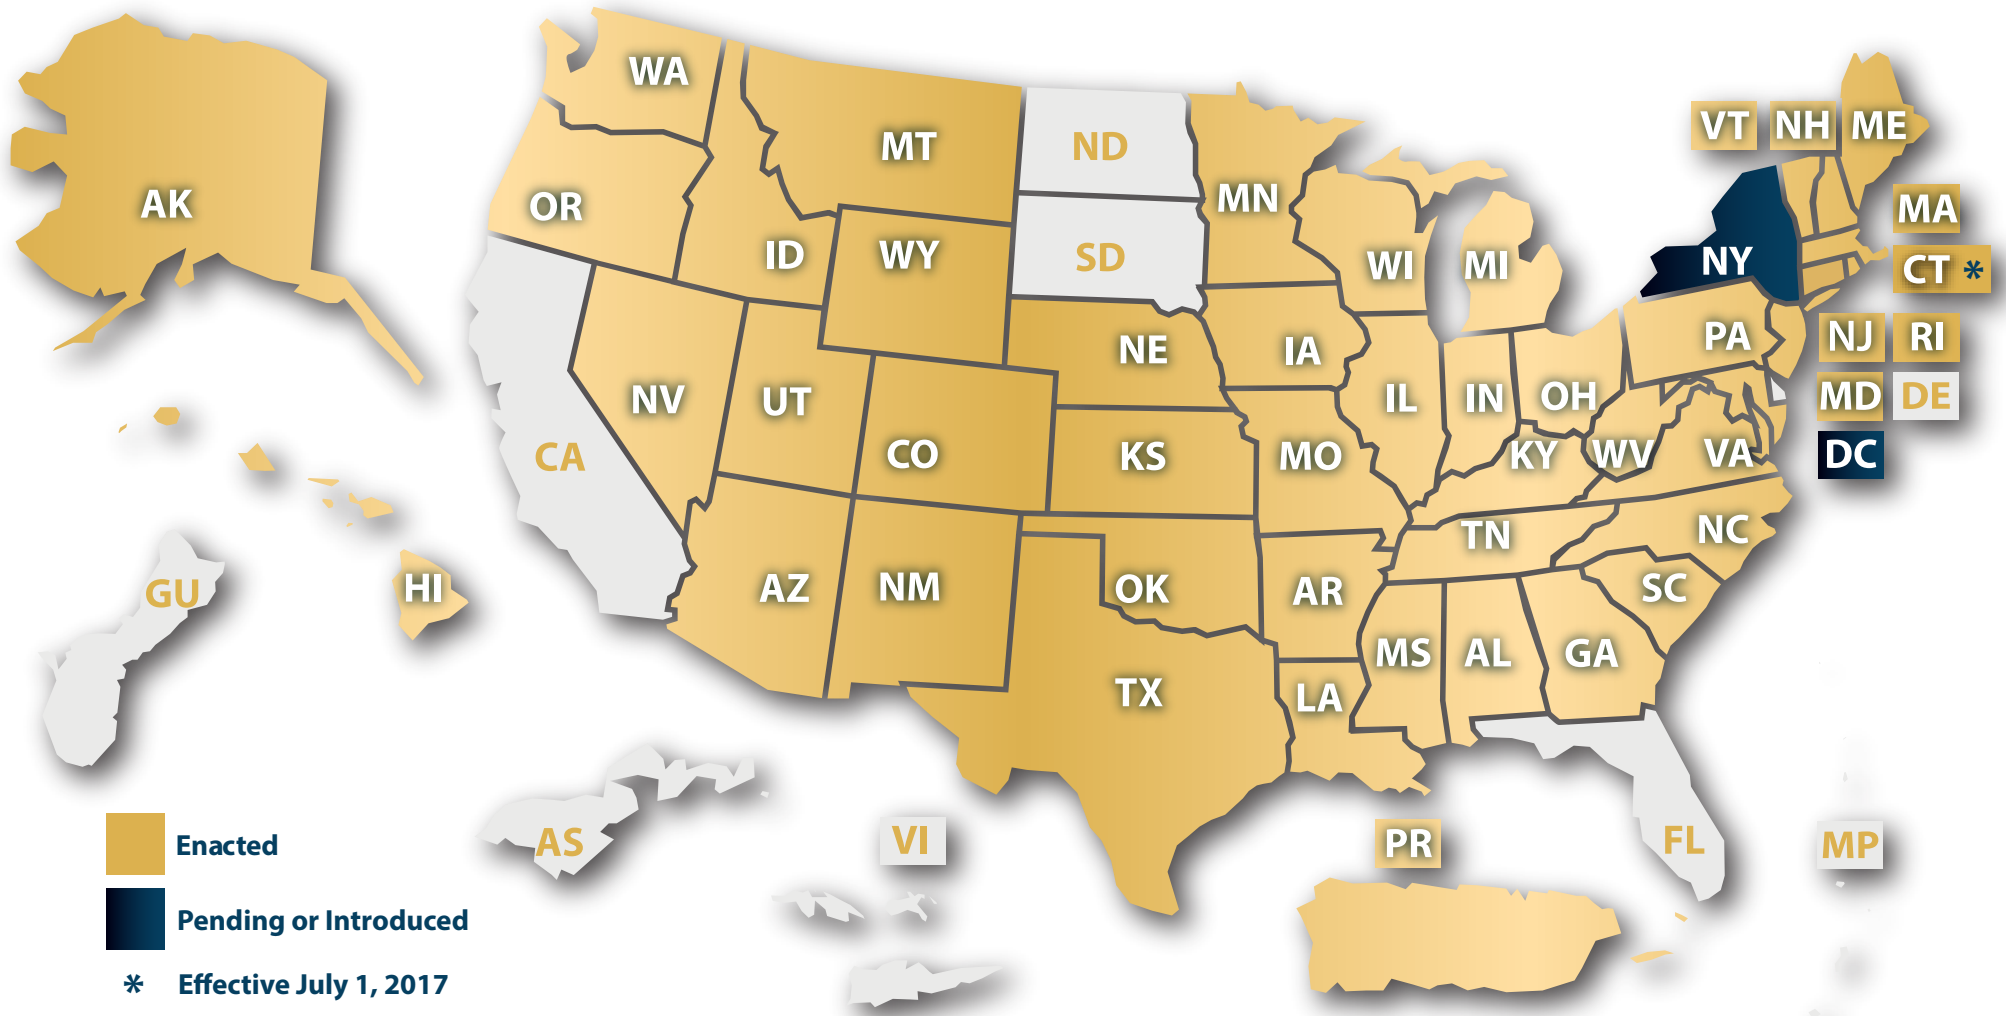 WA
MT
ND
VT NH ME
AK
OR
MN
MA
ID
WY
SD
WI
MI
NY
CT *
NE
IA
PA
NJ RI
NV
UT
IL
IN
OH
MD DE
CA
CO
KS
MO
KY
WV
VA
DC
TN
NC
GU
HI
AZ
NM
OK
AR
SC
TX
MS
AL
GA
LA
AS
VI
PR
FL
MP
Enacted
Pending or Introduced
* Effective July 1, 2017